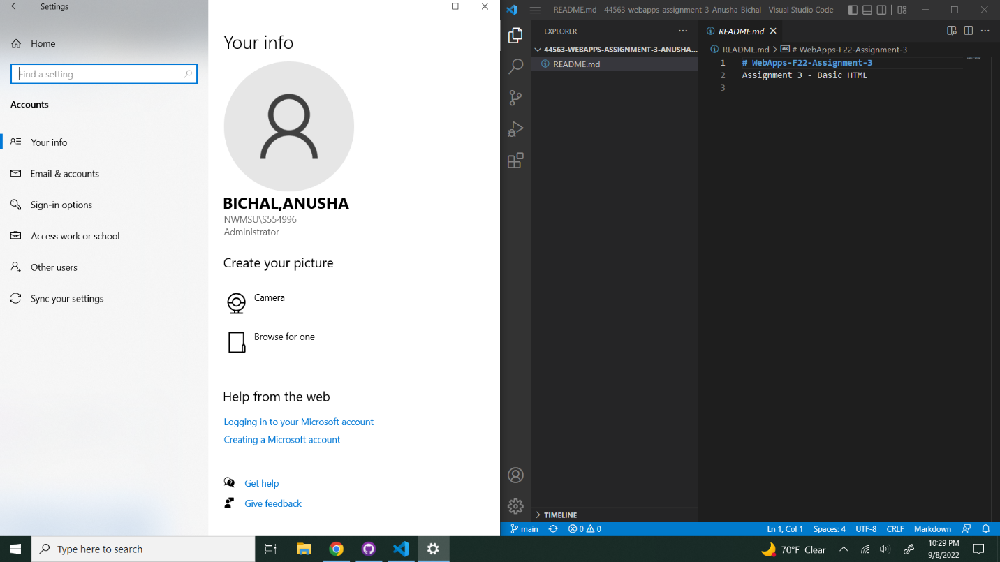 Settings
Home
Find a setting
Accounts
Your info
Email & accounts
Sign-in options
Access work or school
Other users
Sync your settings
Your info
BICHAL,ANUSHA
NWMSU\S554996
Administrator
Create your picture
Camera
Browse for one
Help from the web
Logging in to your Microsoft account
Creating a Microsoft account
Get help
Give feedback
README.md - 44563-webapps-assignment-3-Anusha-Bichal - Visual Studio Code
EXPLORER
44563-WEBAPPS-ASSIGNMENT-3-ANUSHA...
README.md
TIMELINE
README.md
README.md > # WebApps-F22-Assignment-3
1 # WebApps-F22-Assignment-3
2 Assignment 3 - Basic HTML
3
main 0 0 Ln 1, Col 1 Spaces: 4 UTF-8 CRLF Markdown
Type here to search
70°F Clear
10:29 PM
9/8/2022